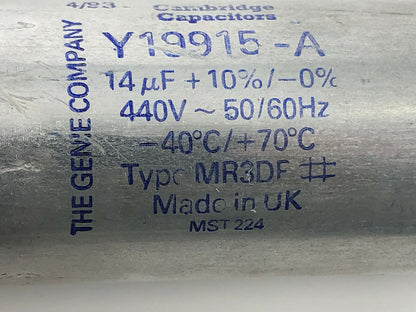 4/93- Cambridge
Capacitors
Y19915-A
14 µF + 10%/-0%
440V ~ 50/60Hz
-40°C/+70°C
Type MR3DF #
Made in UK
MST 224
THE GENIE COMPANY